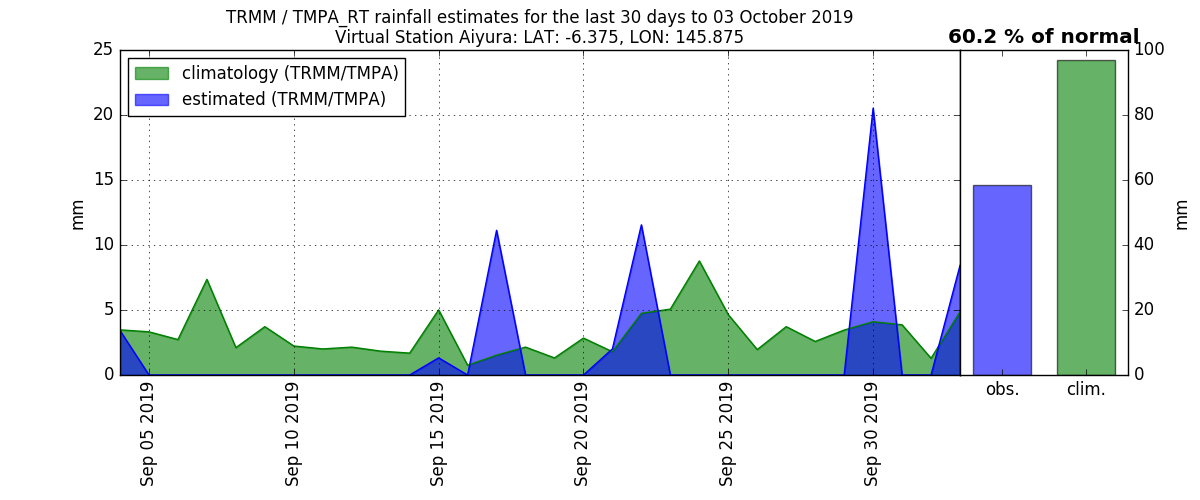 TRMM / TMPA_RT rainfall estimates for the last 30 days to 03 October 2019
Virtual Station Aiyura: LAT: -6.375, LON: 145.875
60.2 % of normal
climatology (TRMM/TMPA)
estimated (TRMM/TMPA)
mm
25
20
15
10
5
0
Sep 05 2019
Sep 10 2019
Sep 15 2019
Sep 20 2019
Sep 25 2019
Sep 30 2019
obs.
clim.
100
80
60
40
20
0
mm